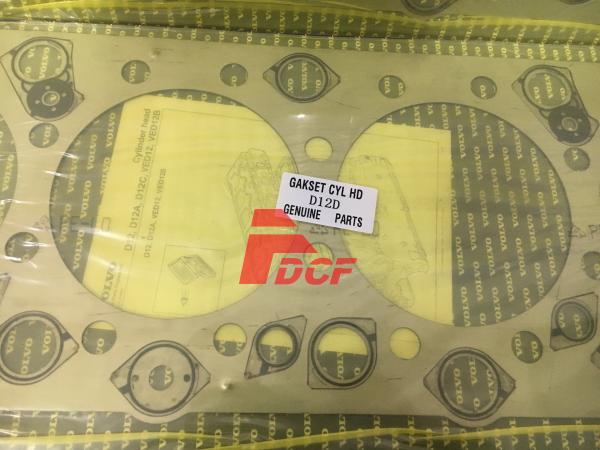 Cylinder head
D12, D12A, D12C, VED12, VED12B
D12, D12A, VED12, VED12B
VOLVO
GAKSET CYL HD
D12D
GENUINE PARTS
DCF